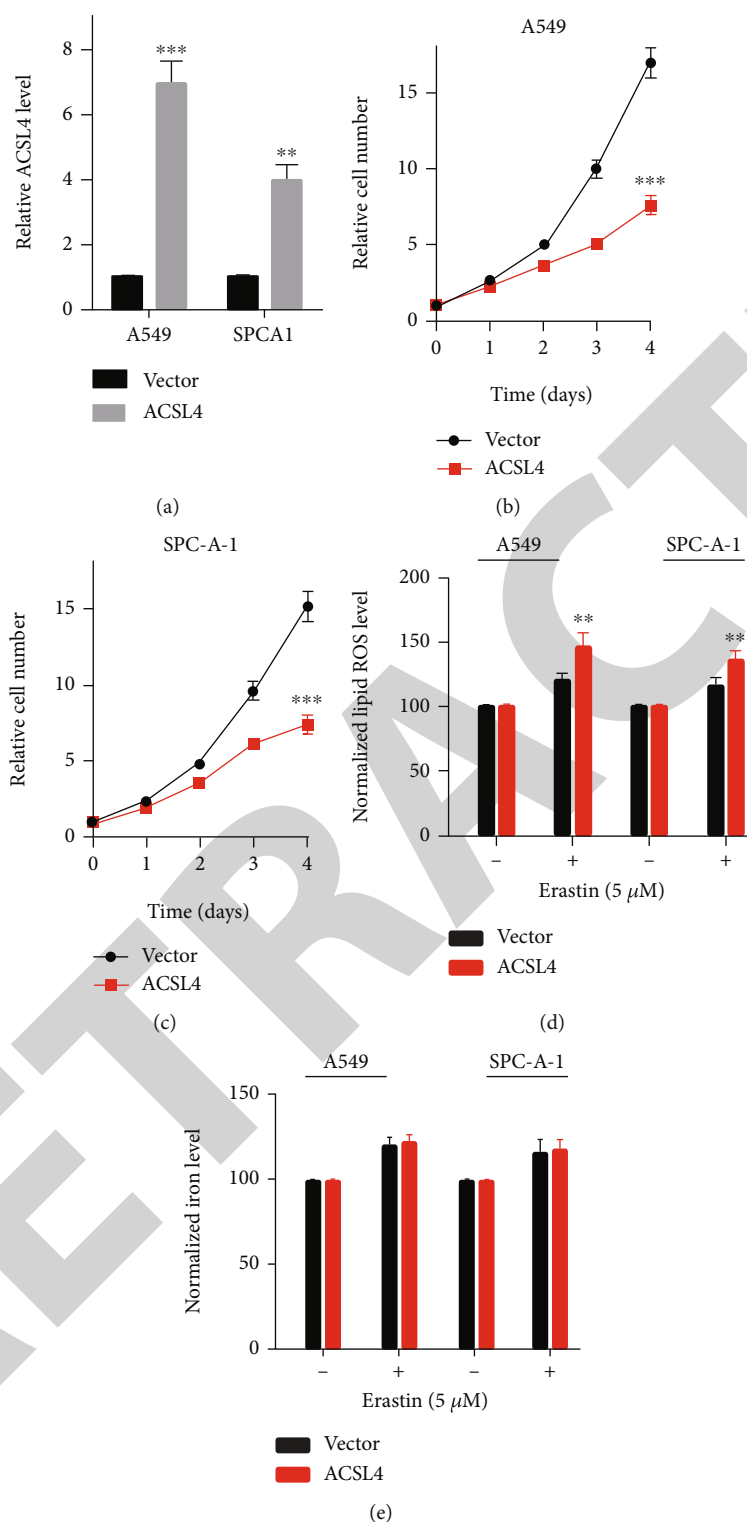 8
6
4
2
0
Relative ACSL4 level
***
**
A549
SPCA1
Vector
ACSL4
(a)
A549
15
10
5
0
Relative cell number
***
0 1 2 3 4
Time (days)
Vector
ACSL4
(b)
SPC-A-1
15
10
5
0
Relative cell number
***
0 1 2 3 4
Time (days)
Vector
ACSL4
(c)
A549
SPC-A-1
200
150
100
50
0
Normalized lipid ROS level
**
**
– + – +
Erastin (5 μM)
Vector
ACSL4
(d)
A549
SPC-A-1
150
100
50
0
Normalized iron level
– + – +
Erastin (5 μM)
Vector
ACSL4
(e)
ETRACT